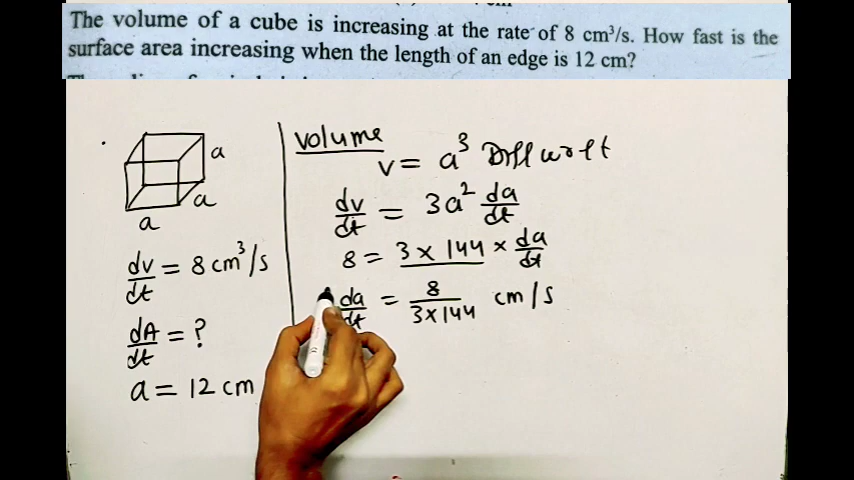 The volume of a cube is increasing at the rate of 8 cm³/s. How fast is the
surface area increasing when the length of an edge is 12 cm?
a
a
a
dv/dt = 8 cm³/s
dA/dt = ?
a = 12 cm
Volume
v = a³ Diff w.r.t t
dv/dt = 3a² da/dt
8 = 3 × 144 × da/dt
da/dt = 8/(3×144) cm/s